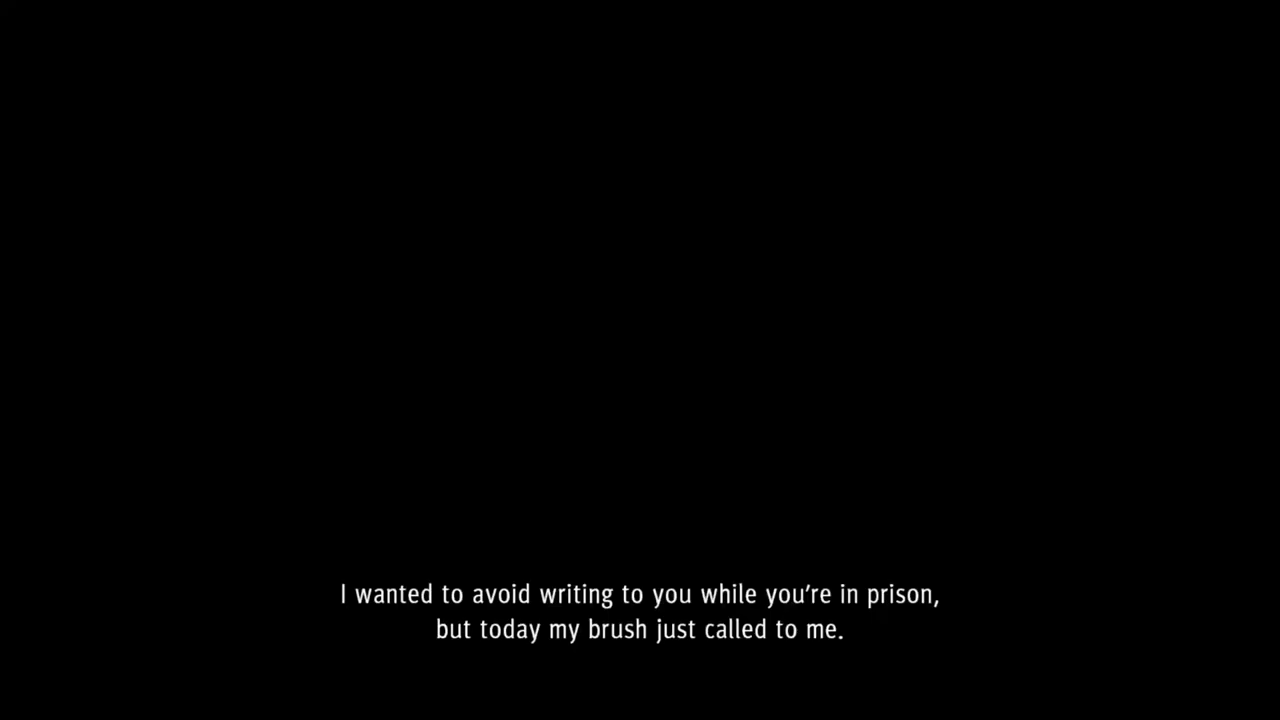 I wanted to avoid writing to you while you’re in prison,
but today my brush just called to me.